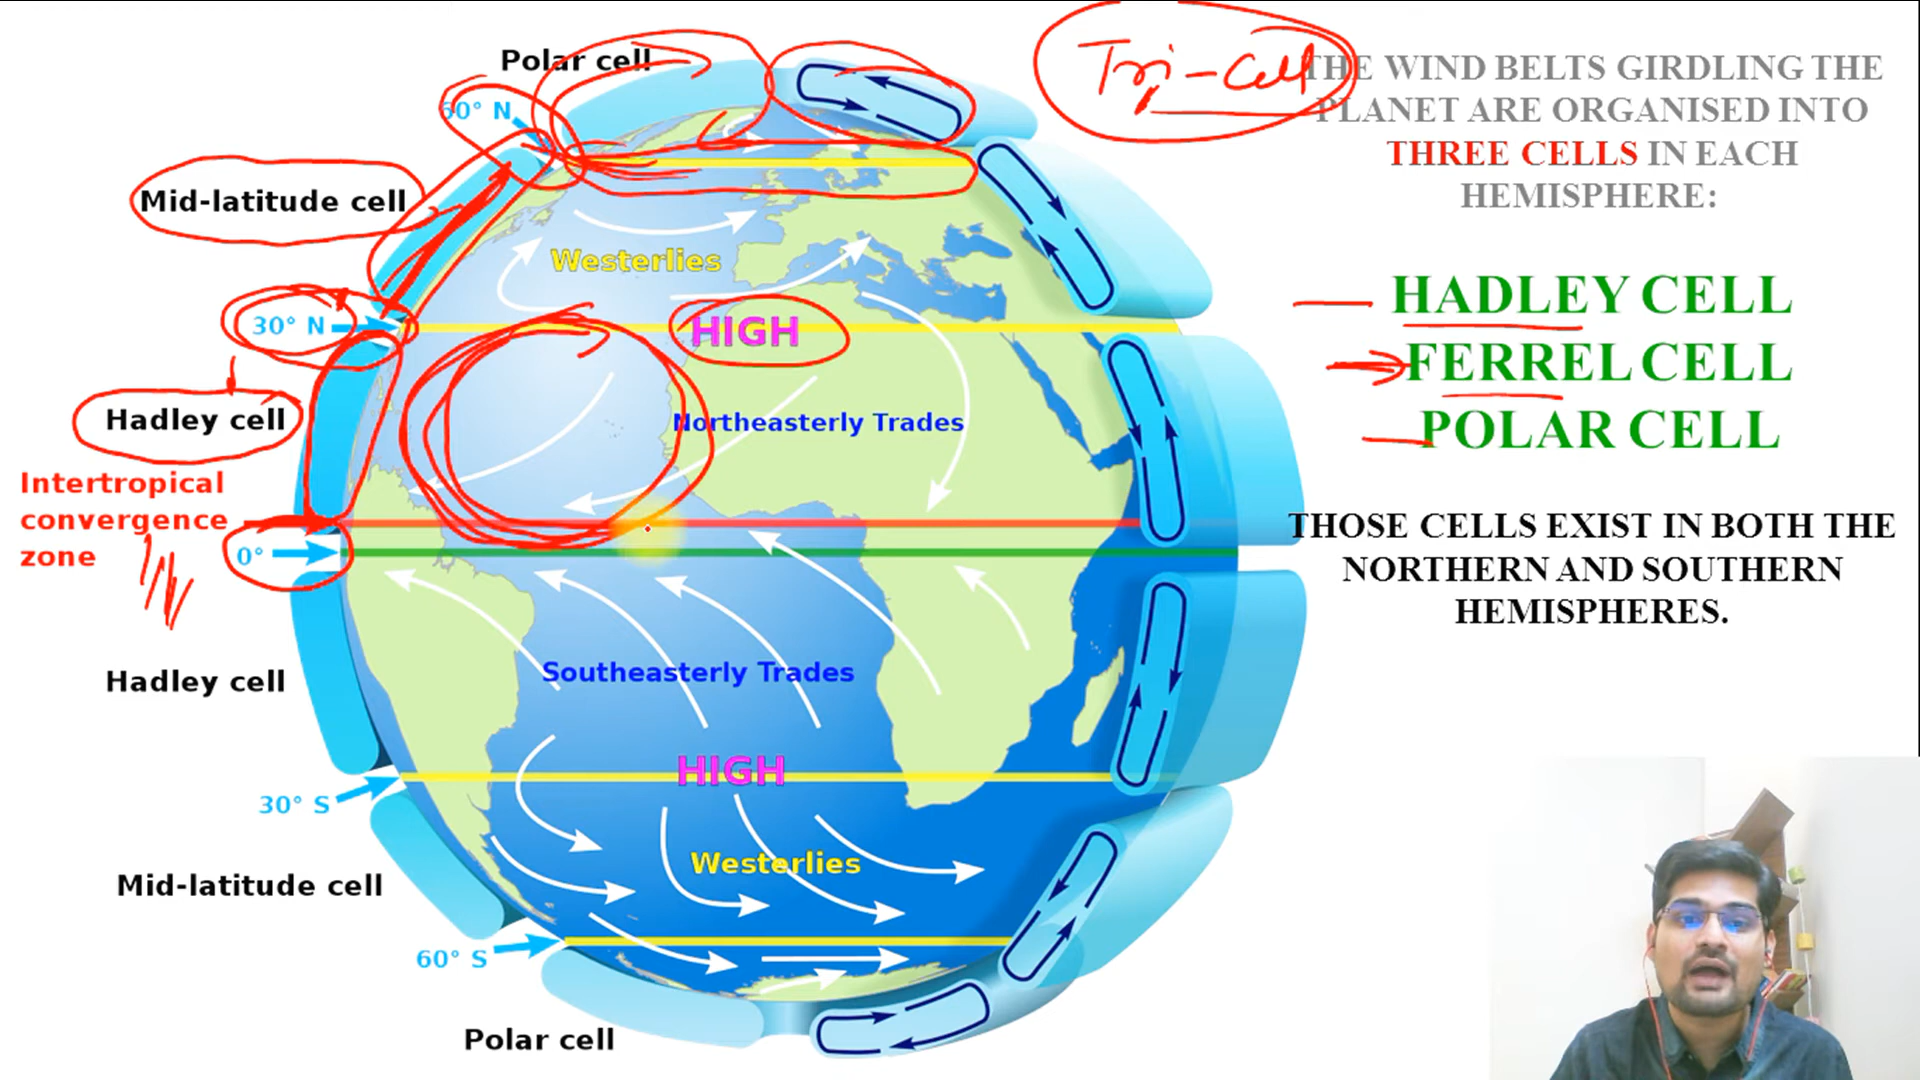 Polar cell
60° N
Mid-latitude cell
Westerlies
30° N
HIGH
Hadley cell
Northeasterly Trades
Intertropical
convergence
zone
0°
Hadley cell
Southeasterly Trades
HIGH
30° S
Westerlies
Mid-latitude cell
60° S
Polar cell
Tri-Cell
THE WIND BELTS GIRDLING THE
PLANET ARE ORGANISED INTO
THREE CELLS IN EACH
HEMISPHERE:
HADLEY CELL
FERREL CELL
POLAR CELL
THOSE CELLS EXIST IN BOTH THE
NORTHERN AND SOUTHERN
HEMISPHERES.